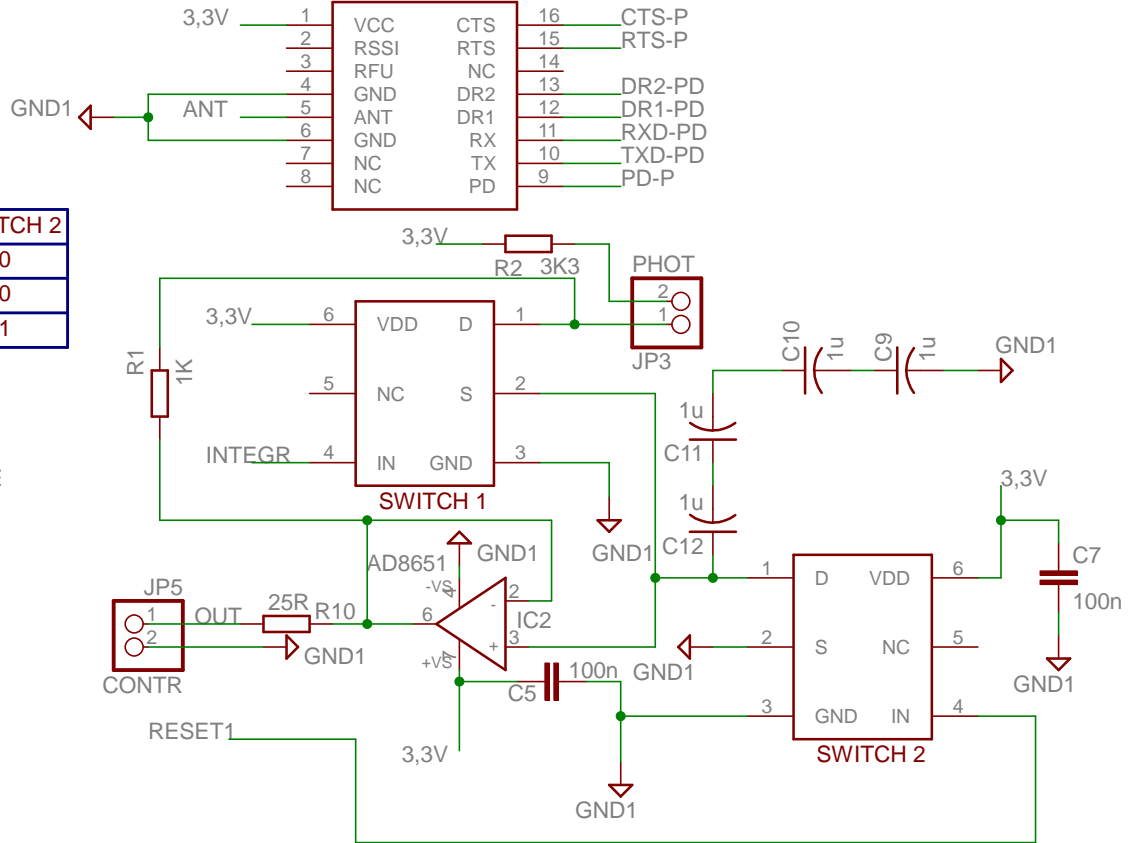 3,3V 1 VCC CTS 16 CTS-P
2 RSSI RTS 15 RTS-P
3 RFU NC 14
4 GND DR2 13 DR2-PD
GND1 ANT 5 ANT DR1 12 DR1-PD
6 GND RX 11 RXD-PD
7 NC TX 10 TXD-PD
8 NC PD 9 PD-P
TCH 2
0
0
1
3,3V
R2 3K3
PHOT
2
1
JP3
3,3V 6 VDD D 1
5 NC S 2
INTEGR 4 IN GND 3
SWITCH 1
R1
1K
C10
1u
C9
1u
GND1
1u
C11
1u
C12
GND1
3,3V
C7
100n
GND1
AD8651
GND1
-VS
4
2
-
IC2
6
3
+
+VS
7
JP5
1
2
CONTR
OUT
25R
R10
GND1
C5
100n
3,3V
GND1
GND1
1 D VDD 6
2 S NC 5
3 GND IN 4
SWITCH 2
RESET1